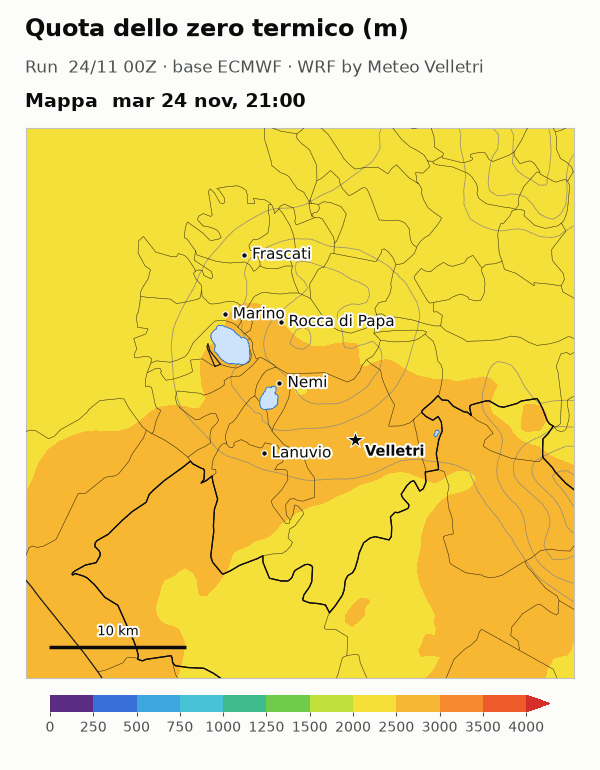 Quota dello zero termico (m)
Run  24/11 00Z · base ECMWF · WRF by Meteo Velletri
Mappa  mar 24 nov, 21:00
Frascati
Marino
Rocca di Papa
Nemi
Velletri
Lanuvio
10 km
0 250 500 750 1000 1250 1500 2000 2500 3000 3500 4000